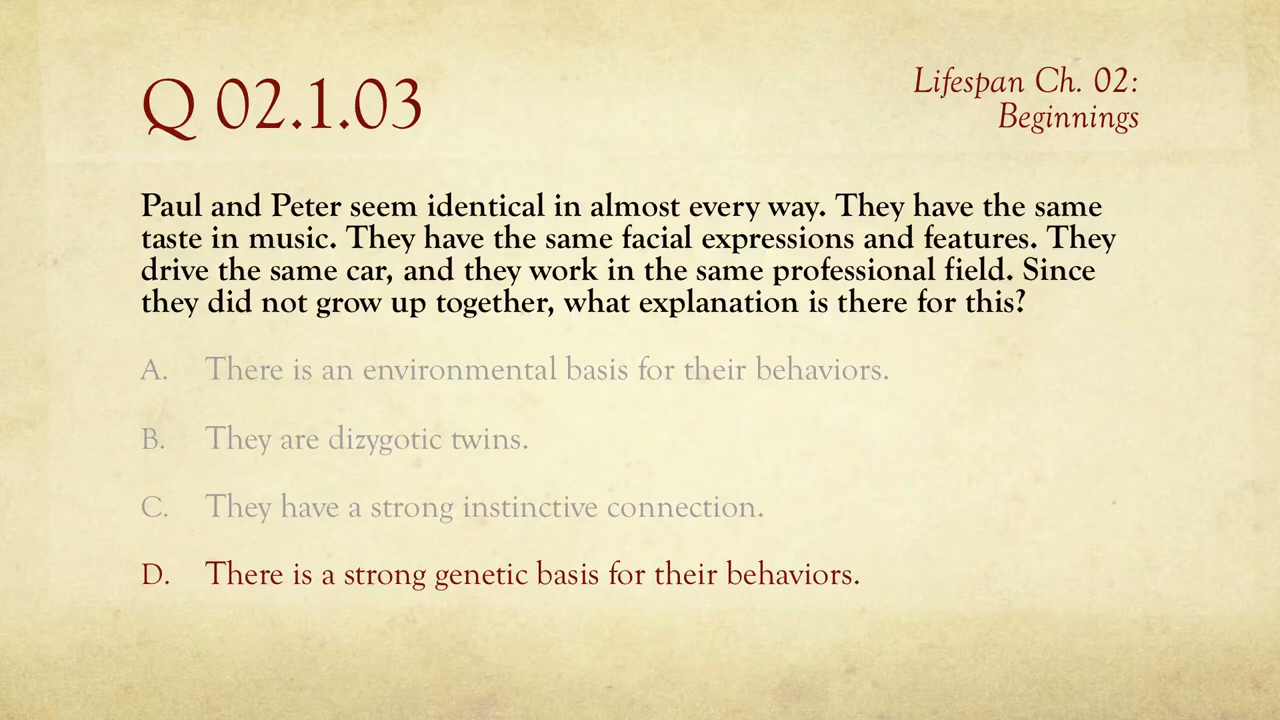 Q 02.1.03
Lifespan Ch. 02:
Beginnings
Paul and Peter seem identical in almost every way. They have the same
taste in music. They have the same facial expressions and features. They
drive the same car, and they work in the same professional field. Since
they did not grow up together, what explanation is there for this?
A. There is an environmental basis for their behaviors.
B. They are dizygotic twins.
C. They have a strong instinctive connection.
D. There is a strong genetic basis for their behaviors.